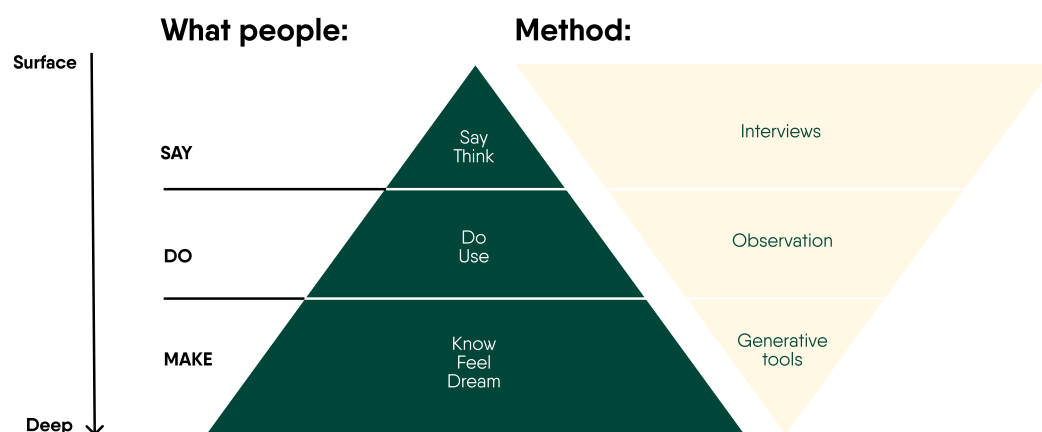 What people:
Method:
Surface
SAY
Say
Think
Interviews
DO
Do
Use
Observation
MAKE
Know
Feel
Dream
Generative
tools
Deep